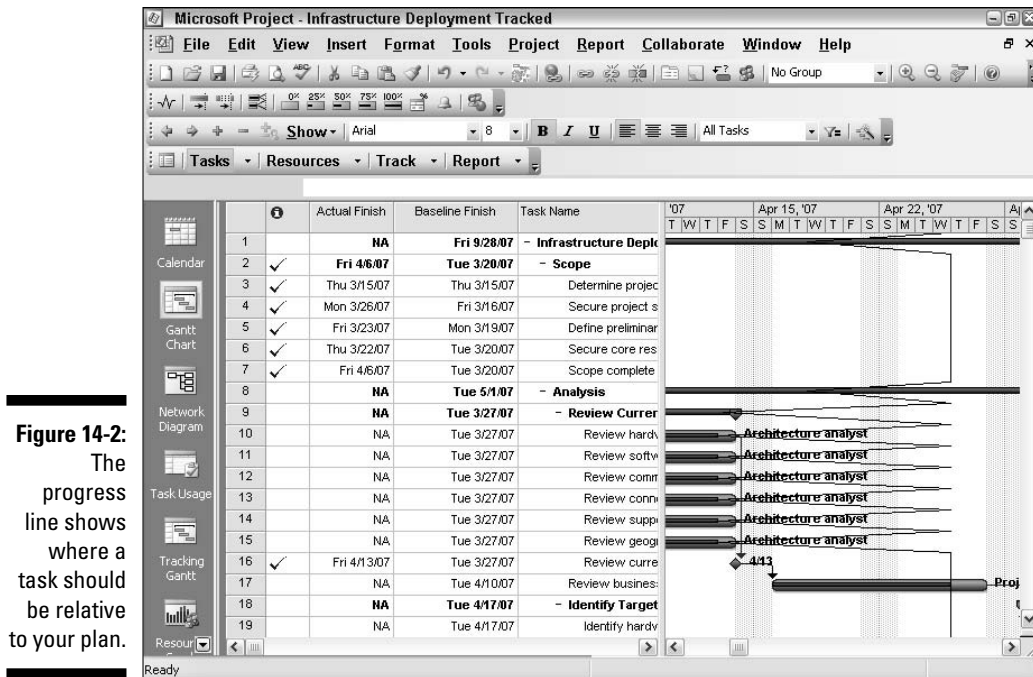 Microsoft Project - Infrastructure Deployment Tracked
File Edit View Insert Format Tools Project Report Collaborate Window Help
No Group
0% 25% 50% 75% 100%
Show Arial 8 B I U All Tasks
Tasks Resources Track Report
Actual Finish Baseline Finish Task Name '07 Apr 15, '07 Apr 22, '07
T W T F S S M T W T F S S M T W T F S S
1 NA Fri 9/28/07 - Infrastructure Deplo
2 Fri 4/6/07 Tue 3/20/07 - Scope
3 Thu 3/15/07 Thu 3/15/07 Determine projec
4 Mon 3/26/07 Fri 3/16/07 Secure project s
5 Fri 3/23/07 Mon 3/19/07 Define preliminar
6 Thu 3/22/07 Tue 3/20/07 Secure core res
7 Fri 4/6/07 Tue 3/20/07 Scope complete
8 NA Tue 5/1/07 - Analysis
9 NA Tue 3/27/07 - Review Currer
10 NA Tue 3/27/07 Review hardv Architecture analyst
11 NA Tue 3/27/07 Review softv Architecture analyst
12 NA Tue 3/27/07 Review comr Architecture analyst
13 NA Tue 3/27/07 Review conn Architecture analyst
14 NA Tue 3/27/07 Review supp Architecture analyst
15 NA Tue 3/27/07 Review geog Architecture analyst
16 Fri 4/13/07 Tue 3/27/07 Review curre 4/13
17 NA Tue 4/10/07 Review busines Proj
18 NA Tue 4/17/07 - Identify Target
19 NA Tue 4/17/07 Identify hardv
Calendar
Gantt
Chart
Network
Diagram
Task Usage
Tracking
Gantt
Resour
Ready
Figure 14-2:
The
progress
line shows
where a
task should
be relative
to your plan.